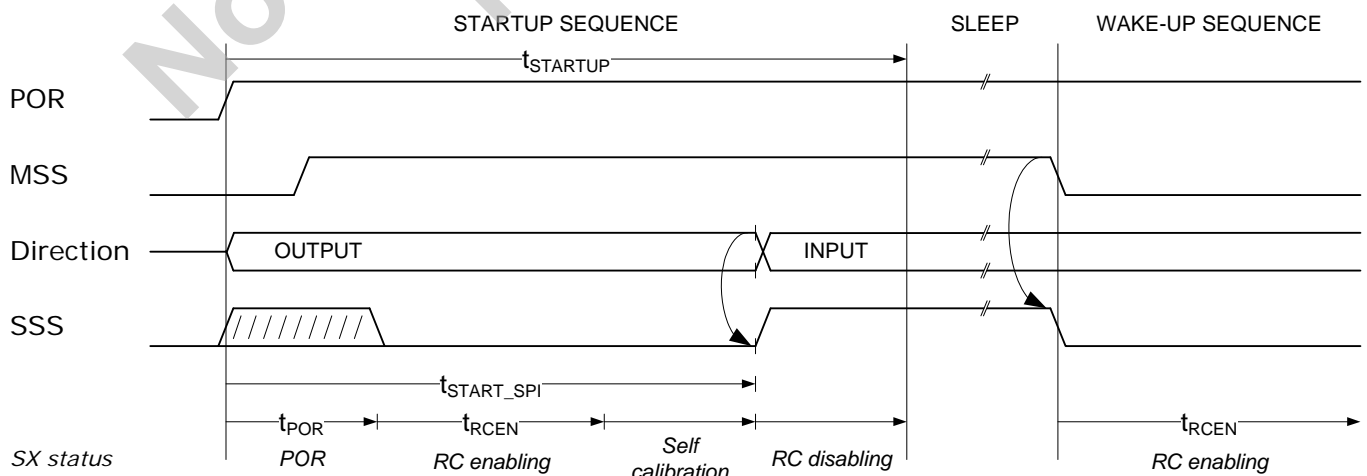 STARTUP SEQUENCE SLEEP WAKE-UP SEQUENCE
tSTARTUP
POR
MSS
Direction OUTPUT INPUT
SSS
tSTART_SPI
tPOR tRCEN tRCEN
SX status POR RC enabling Self calibration RC disabling RC enabling